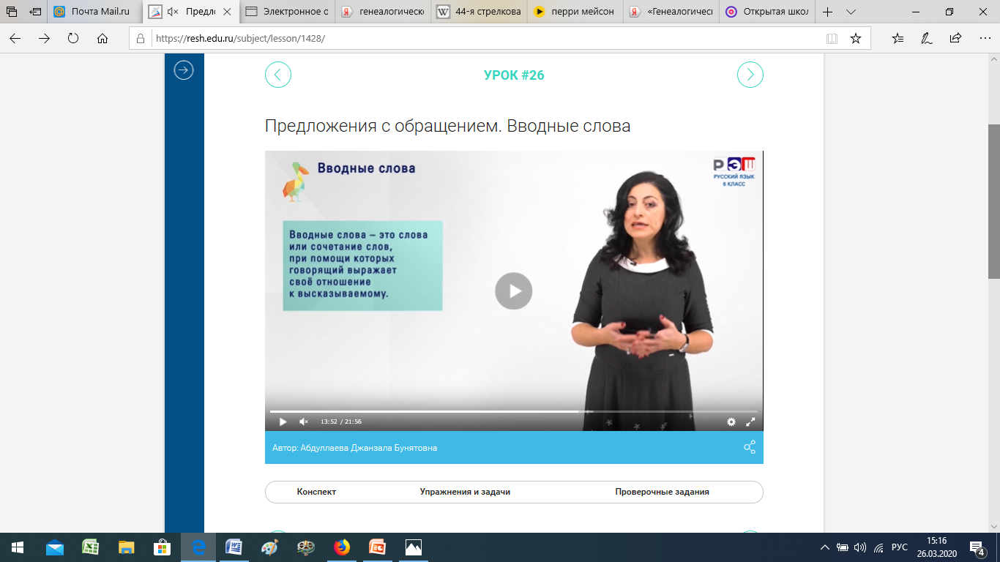 Почта Mail.ru
Предло
Электронное о
генеалогическо
44-я стрелкова
перри мейсон
«Генеалогичес
Открытая школ
https://resh.edu.ru/subject/lesson/1428/
УРОК #26
Предложения с обращением. Вводные слова
Вводные слова
РЭШ
РУССКИЙ ЯЗЫК
6 КЛАСС
Вводные слова – это слова
или сочетание слов,
при помощи которых
говорящий выражает
своё отношение
к высказываемому.
13:52 / 21:56
Автор: Абдуллаева Джанзала Бунятовна
Конспект
Упражнения и задачи
Проверочные задания
РУС
15:16
26.03.2020
4